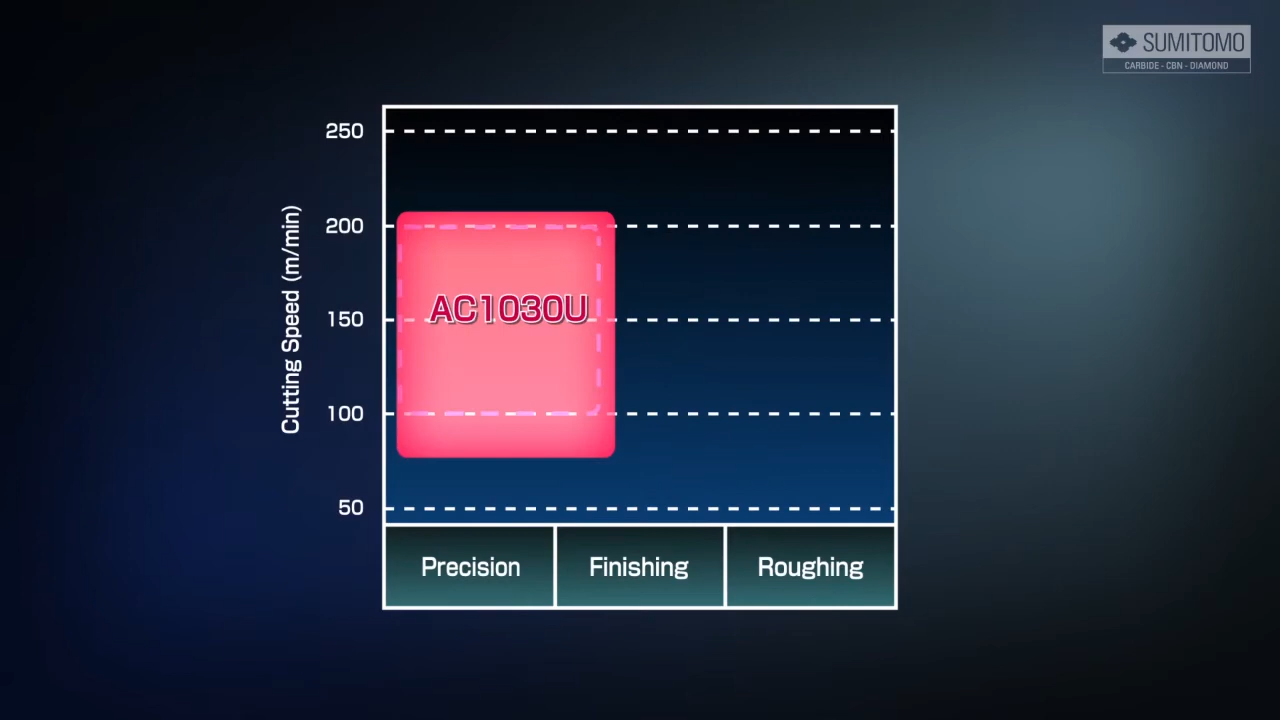 SUMITOMO
CARBIDE - CBN - DIAMOND
250
200
150
100
50
Cutting Speed (m/min)
AC1030U
Precision
Finishing
Roughing